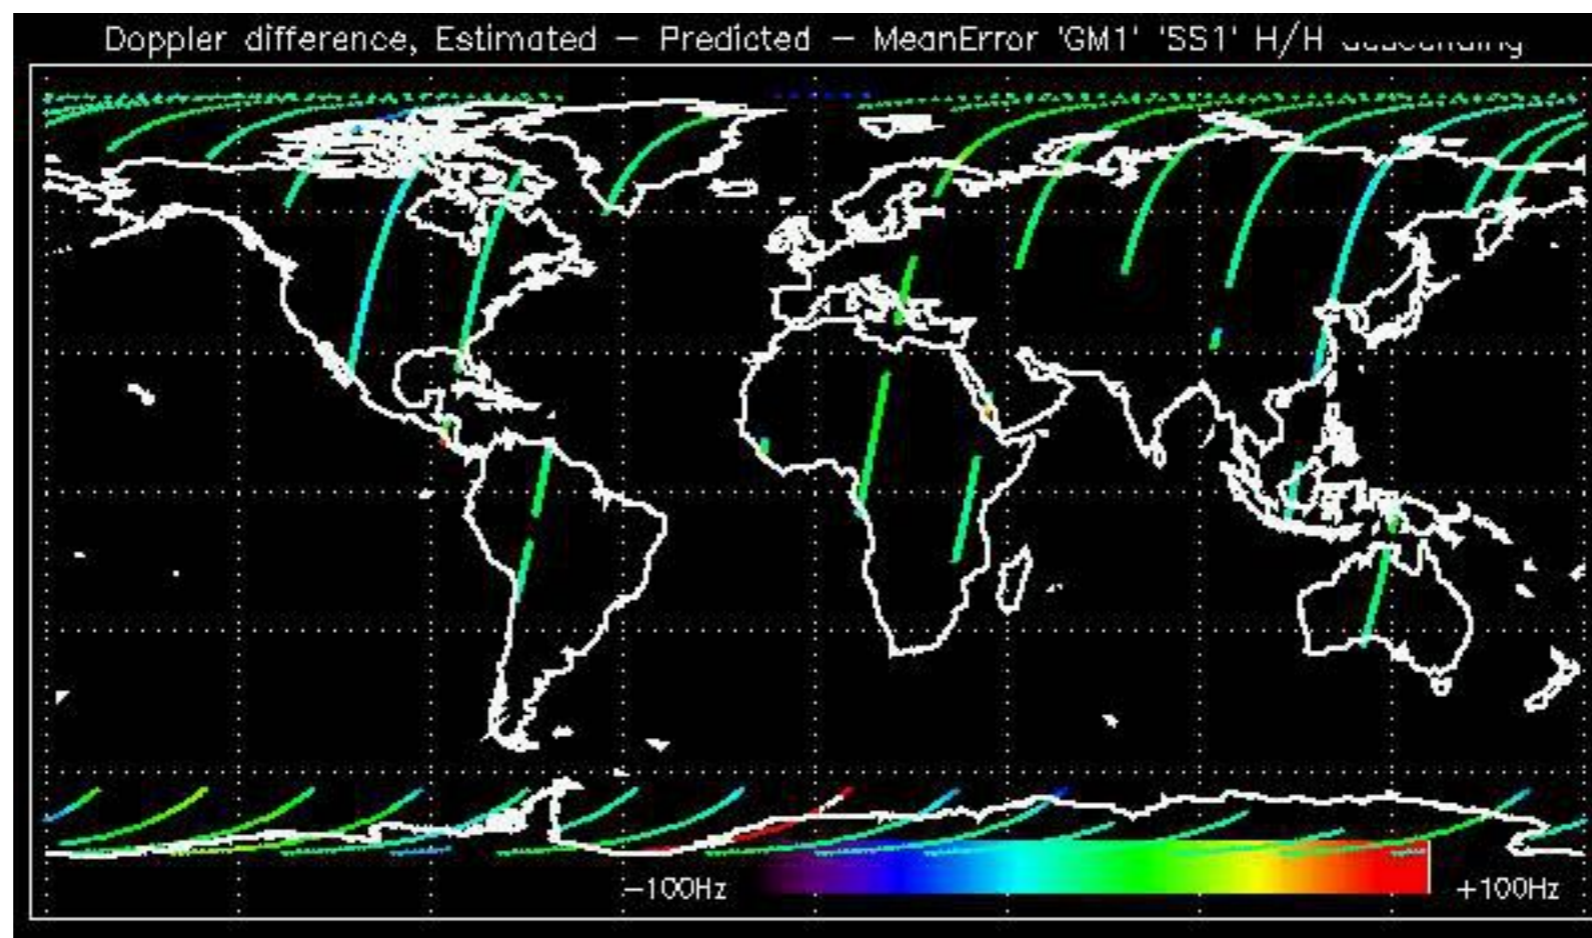 Doppler difference, Estimated – Predicted – MeanError 'GM1' 'SS1' H/H
–100Hz +100Hz